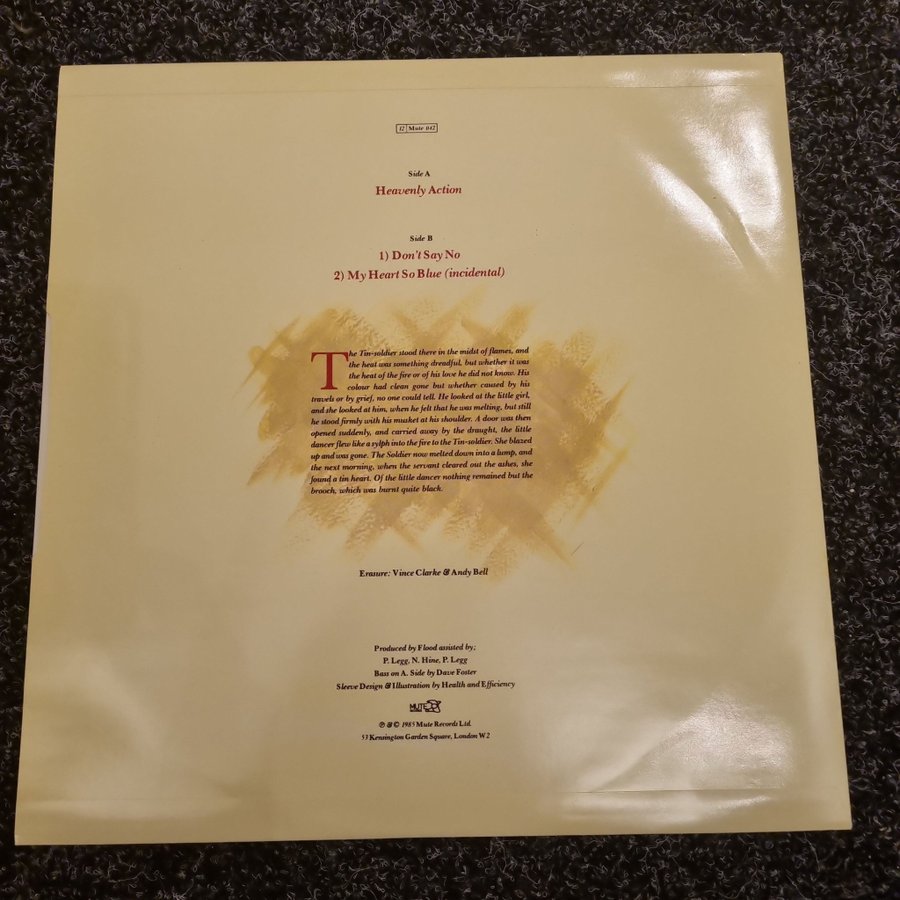 12 Mute 042
Side A
Heavenly Action
Side B
1) Don't Say No
2) My Heart So Blue (incidental)
The Tin-soldier stood there in the midst of flames, and
the heat was something dreadful, but whether it was
the heat of the fire or of his love he did not know. His
colour had clean gone but whether caused by his
travels or by grief, no one could tell. He looked at the little girl,
and she looked at him, when he felt that he was melting, but still
he stood firmly with his musket at his shoulder. A door was then
opened suddenly, and carried away by the draught, the little
dancer flew like a sylph into the fire to the Tin-soldier. She blazed
up and was gone. The Soldier now melted down into a lump, and
the next morning, when the servant cleared out the ashes, she
found a tin heart. Of the little dancer nothing remained but the
brooch, which was burnt quite black.
Erasure: Vince Clarke & Andy Bell
Produced by Flood assisted by;
P. Legg, N. Hine, P. Legg
Bass on A. Side by Dave Foster
Sleeve Design & Illustration by Health and Efficiency
MUTE
℗ & © 1985 Mute Records Ltd.
53 Kensington Garden Square, London W2